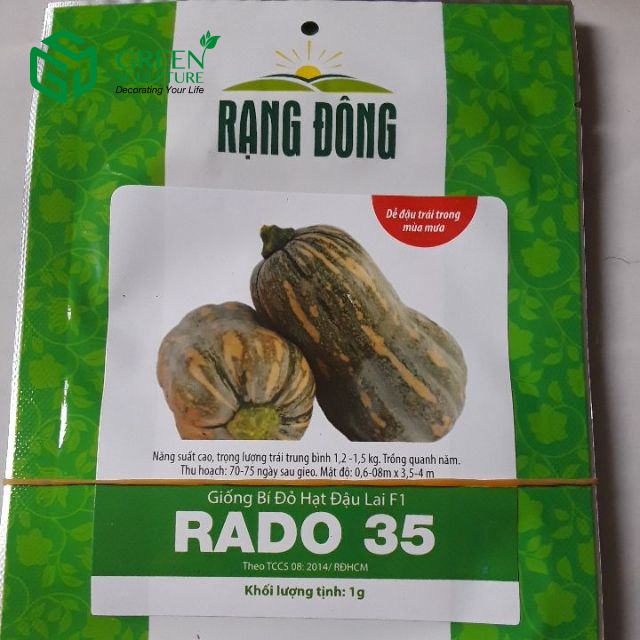 GREEN
FURNITURE
Decorating Your Life
RẠNG ĐÔNG
Dễ đậu trái trong
mùa mưa
Năng suất cao, trọng lượng trái trung bình 1,2 -1,5 kg. Trồng quanh năm.
Thu hoạch: 70-75 ngày sau gieo. Mật độ: 0,6-08m x 3,5-4 m
Giống Bí Đỏ Hạt Đậu Lai F1
RADO 35
Theo TCCS 08: 2014/ RĐHCM
Khối lượng tịnh: 1g